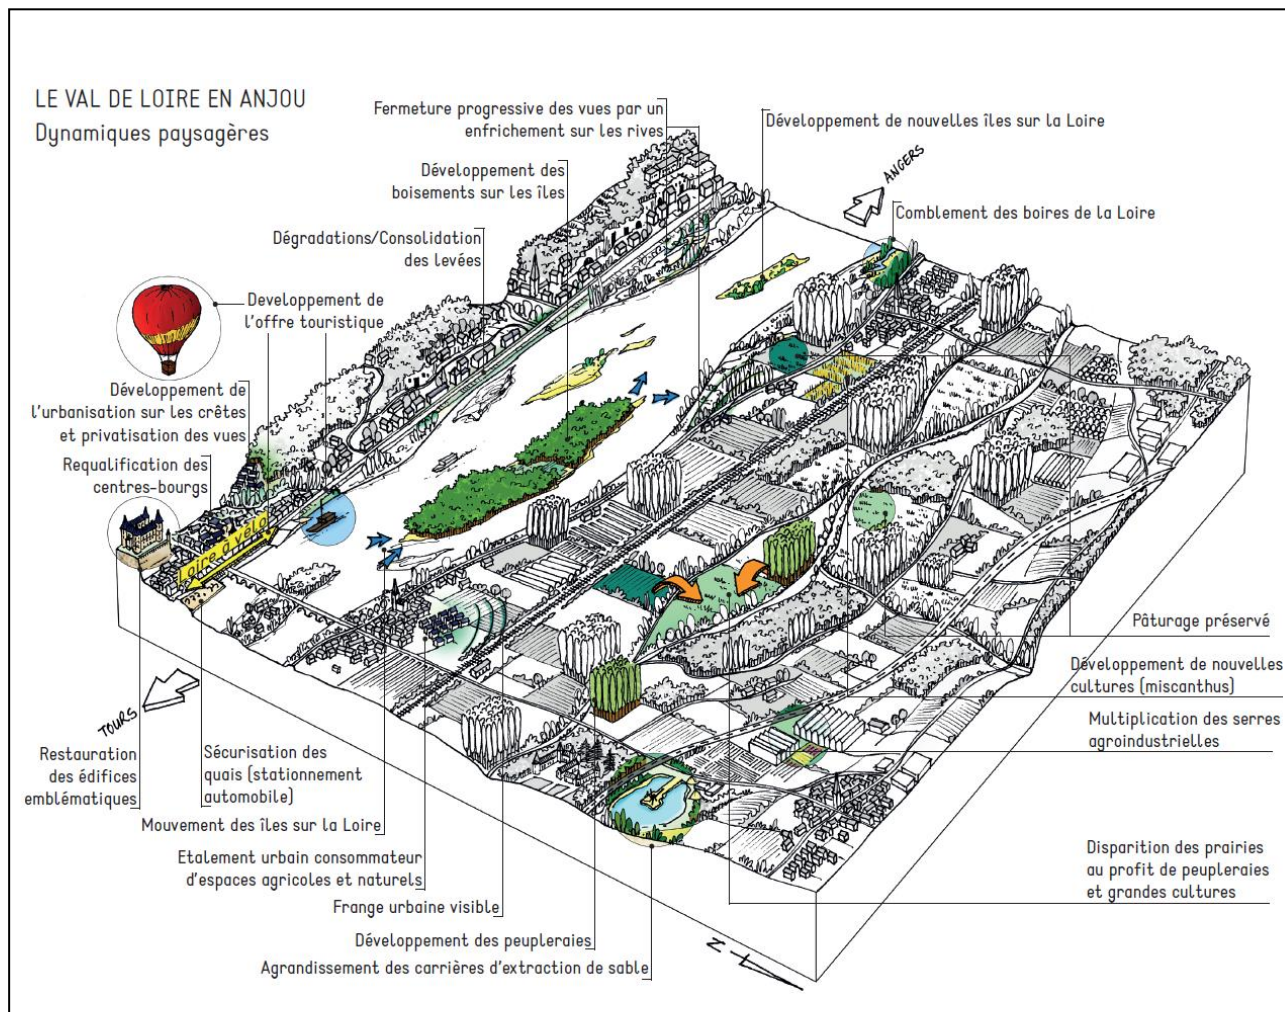 LE VAL DE LOIRE EN ANJOU
Dynamiques paysagères
Fermeture progressive des vues par un
enfrichement sur les rives
Développement de nouvelles îles sur la Loire
Développement des
boisements sur les îles
ANGERS
Comblement des boires de la Loire
Dégradations/Consolidation
des levées
Developpement de
l'offre touristique
Développement de
l'urbanisation sur les crêtes
et privatisation des vues
Requalification des
centres-bourgs
Loire à vélo
TOURS
Restauration
des édifices
emblématiques
Sécurisation des
quais (stationnement
automobile)
Mouvement des îles sur la Loire
Etalement urbain consommateur
d'espaces agricoles et naturels
Frange urbaine visible
Développement des peupleraies
Agrandissement des carrières d'extraction de sable
Pâturage préservé
Développement de nouvelles
cultures (miscanthus)
Multiplication des serres
agroindustrielles
Disparition des prairies
au profit de peupleraies
et grandes cultures
N